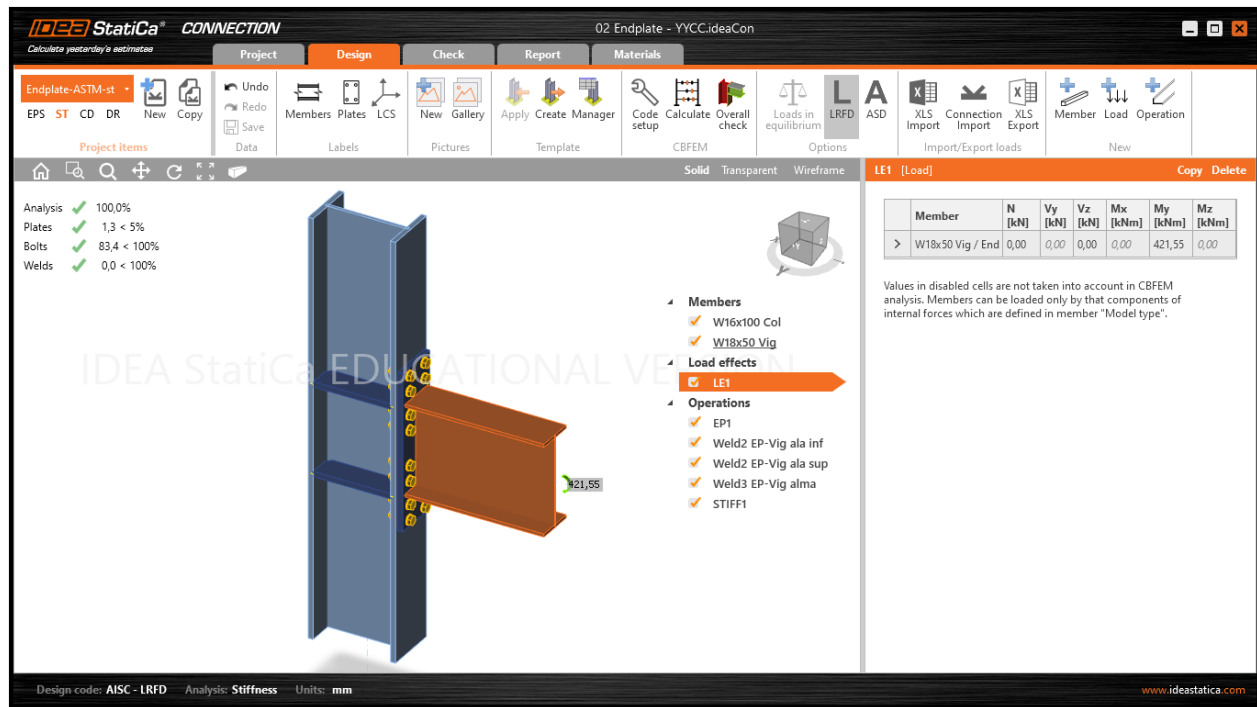 IDEA StatiCa® CONNECTION
Calculate yesterday's estimates
02 Endplate - YYCC.ideaCon
Project Design Check Report Materials
Endplate-ASTM-st
EPS ST CD DR
New Copy
Project items
Undo
Redo
Save
Data
Members Plates LCS
Labels
New Gallery
Pictures
Apply Create Manager
Template
Code setup Calculate Overall check
CBFEM
Loads in equilibrium LRFD ASD
Options
XLS Import Connection Import XLS Export
Import/Export loads
Member Load Operation
New
Solid Transparent Wireframe
LE1 [Load] Copy Delete
Analysis 100,0%
Plates 1,3 < 5%
Bolts 83,4 < 100%
Welds 0,0 < 100%
IDEA StatiCa EDUCATIONAL VERSION
421,55
Members
W16x100 Col
W18x50 Vig
Load effects
LE1
Operations
EP1
Weld2 EP-Vig ala inf
Weld2 EP-Vig ala sup
Weld3 EP-Vig alma
STIFF1
Member N [kN] Vy [kN] Vz [kN] Mx [kNm] My [kNm] Mz [kNm]
> W18x50 Vig / End 0,00 0,00 0,00 0,00 421,55 0,00
Values in disabled cells are not taken into account in CBFEM
analysis. Members can be loaded only by that components of
internal forces which are defined in member "Model type".
Design code: AISC - LRFD Analysis: Stiffness Units: mm
www.ideastatica.com